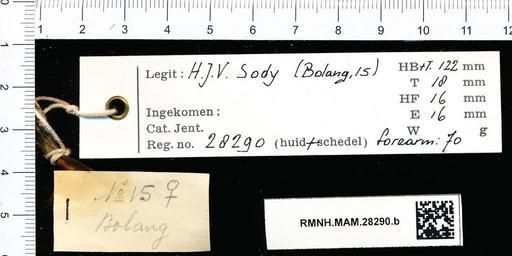 1 2 3 4 5 6 7 8 9 10 11
1
2
3
4
5
Legit: H.J.V. Sody (Bolang, 15) HB+T. 122 mm
T 18 mm
HF 16 mm
Ingekomen: E 16 mm
Cat. Jent. W g
Reg. no. 28290 (huid + schedel) forearm: 70
No 15 ♀
Bolang
RMNH.MAM.28290.b